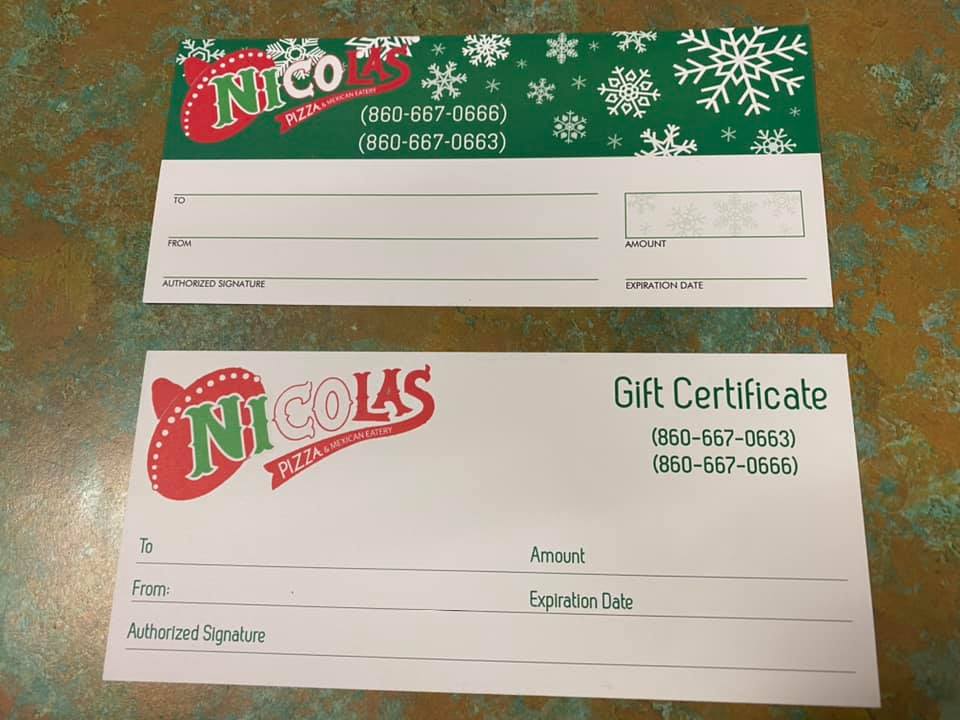 NICOLAS
PIZZA & MEXICAN EATERY
(860-667-0666)
(860-667-0663)
TO
FROM
AMOUNT
AUTHORIZED SIGNATURE
EXPIRATION DATE
NICOLAS
PIZZA & MEXICAN EATERY
Gift Certificate
(860-667-0663)
(860-667-0666)
To
Amount
From:
Expiration Date
Authorized Signature